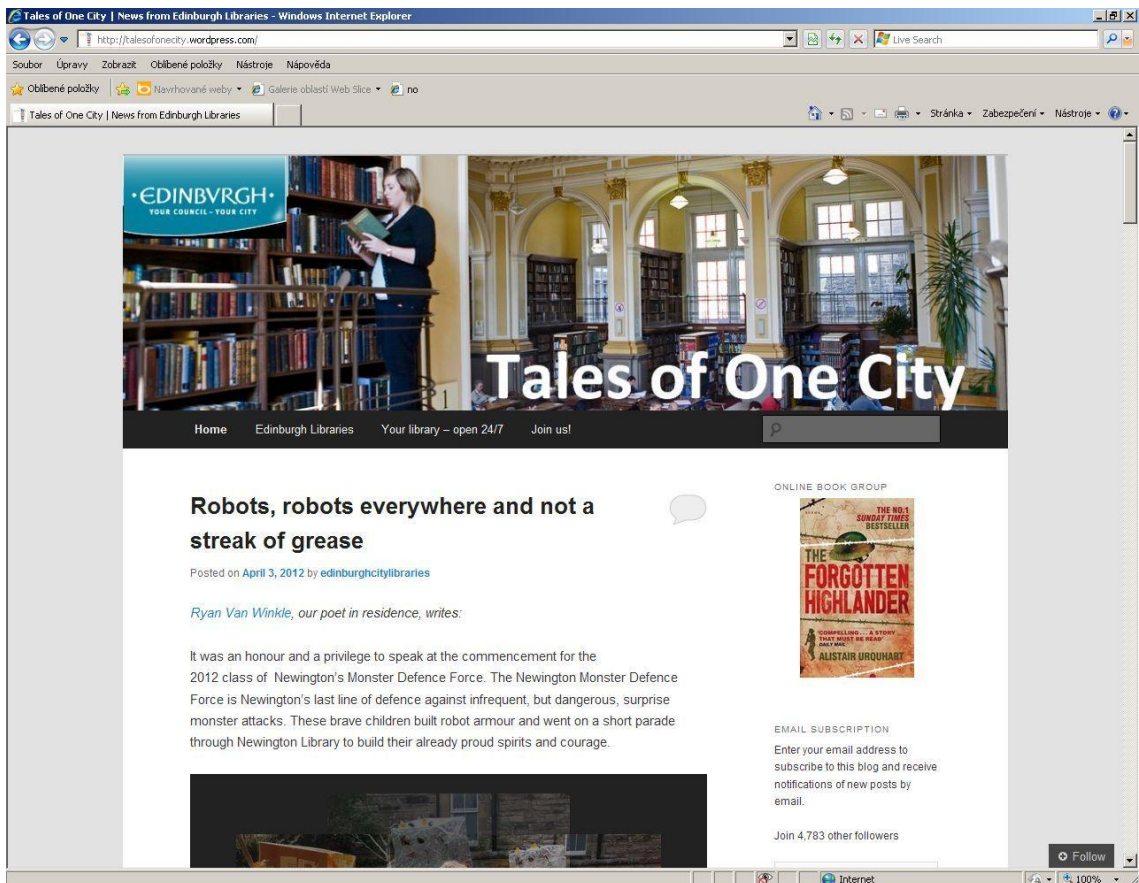 Tales of One City | News from Edinburgh Libraries - Windows Internet Explorer
http://talesofonecity.wordpress.com/
Live Search
Soubor Úpravy Zobrazit Oblíbené položky Nástroje Nápověda
Oblíbené položky Navrhované weby Galerie oblastí Web Slice no
Tales of One City | News from Edinburgh Libraries
Stránka Zabezpečení Nástroje
·EDINBVRGH·
YOUR COUNCIL – YOUR CITY
1
Tales of One City
Home Edinburgh Libraries Your library – open 24/7 Join us!
Robots, robots everywhere and not a
streak of grease
Posted on April 3, 2012 by edinburghcitylibraries
Ryan Van Winkle, our poet in residence, writes:
It was an honour and a privilege to speak at the commencement for the
2012 class of Newington's Monster Defence Force. The Newington Monster Defence
Force is Newington's last line of defence against infrequent, but dangerous, surprise
monster attacks. These brave children built robot armour and went on a short parade
through Newington Library to build their already proud spirits and courage.
ONLINE BOOK GROUP
THE NO.1
SUNDAY TIMES
BESTSELLER
THE
FORGOTTEN
HIGHLANDER
'COMPELLING . . . A STORY
THAT MUST BE READ'
DAILY MAIL
ALISTAIR URQUHART
EMAIL SUBSCRIPTION
Enter your email address to
subscribe to this blog and receive
notifications of new posts by
email.
Join 4,783 other followers
Follow
Internet
100%